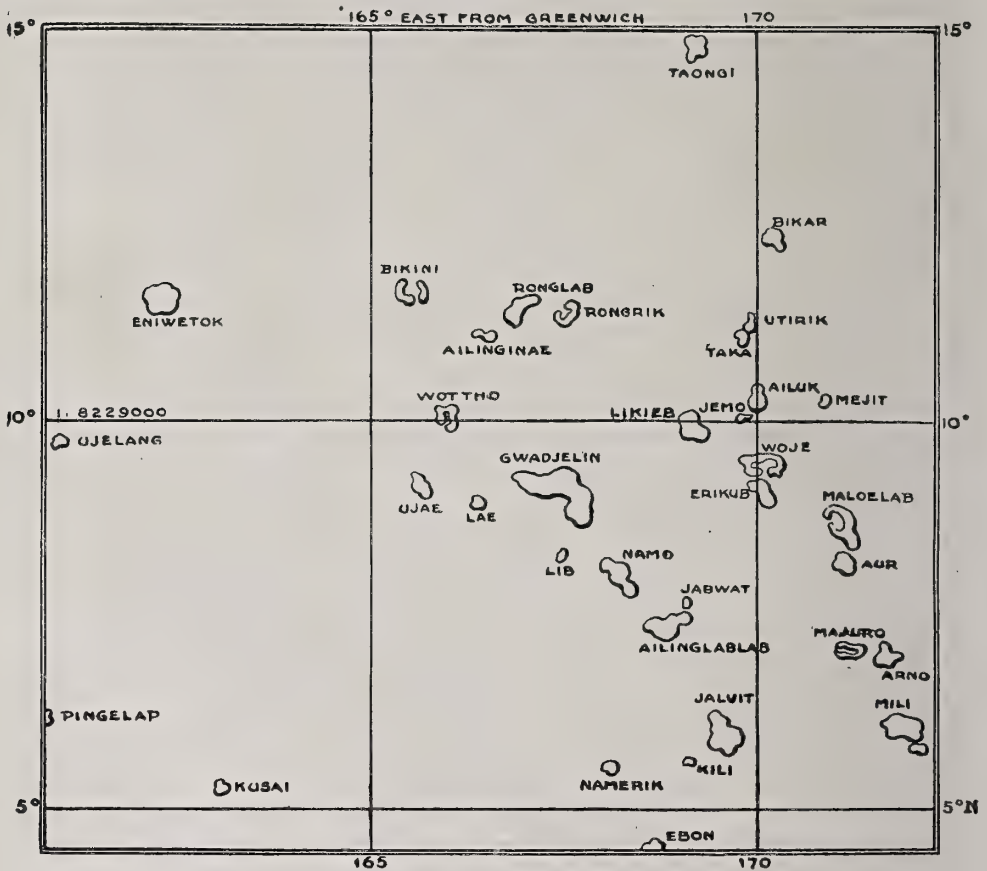 165° EAST FROM GREENWICH 170
15° 15°
TAONGI
BIKAR
BIKINI
RONGLAB
RONGRIK
ENIWETOK
AILINGINAE
UTIRIK
TAKA
WOTTHO
AILUK
MEJIT
LIKIEB JEMO
10° 1:8229000 10°
UJELANG
WOJE
GWADJELIN
ERIKUB
MALOELAB
UJAE
LAE
LIB
NAMO
AUR
JABWAT
AILINGLABLAB
MAJURO
ARNO
JALUIT
MILI
PINGELAP
KILI
NAMERIK
KUSAI
5° 5°N
EBON
165 170